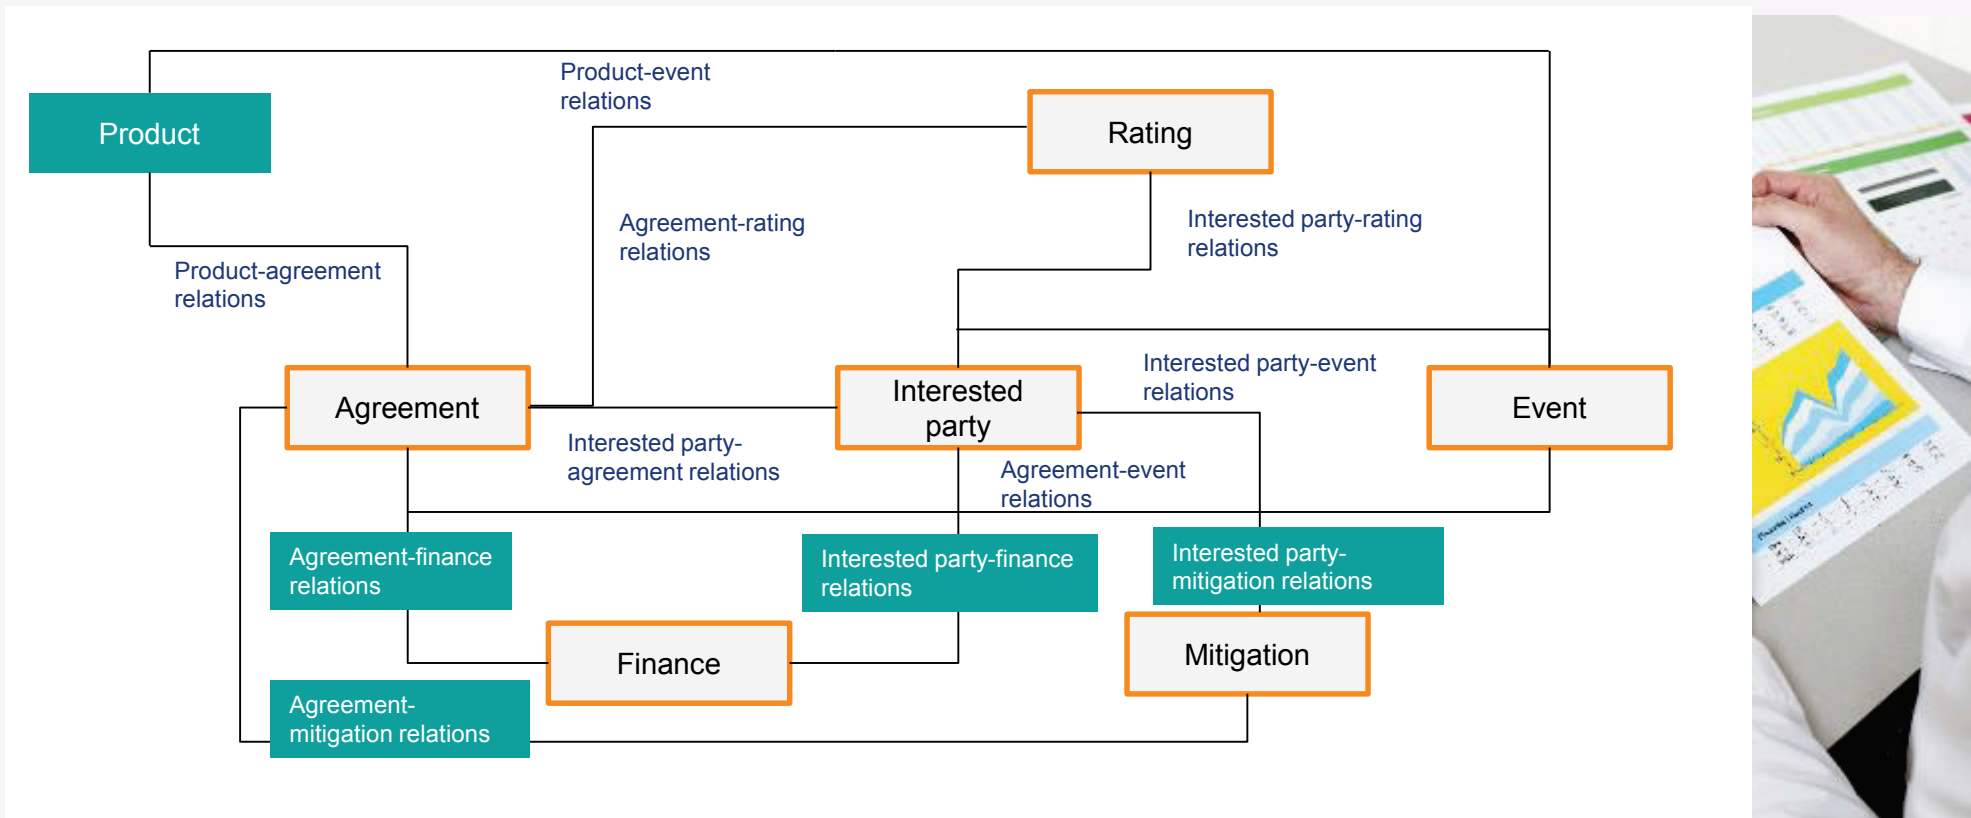 Product-event
relations
Product
Rating
Agreement-rating
relations
Interested party-rating
relations
Product-agreement
relations
Interested party-event
relations
Agreement
Interested
party
Event
Interested party-
agreement relations
Agreement-event
relations
Agreement-finance
relations
Interested party-finance
relations
Interested party-
mitigation relations
Finance
Mitigation
Agreement-
mitigation relations